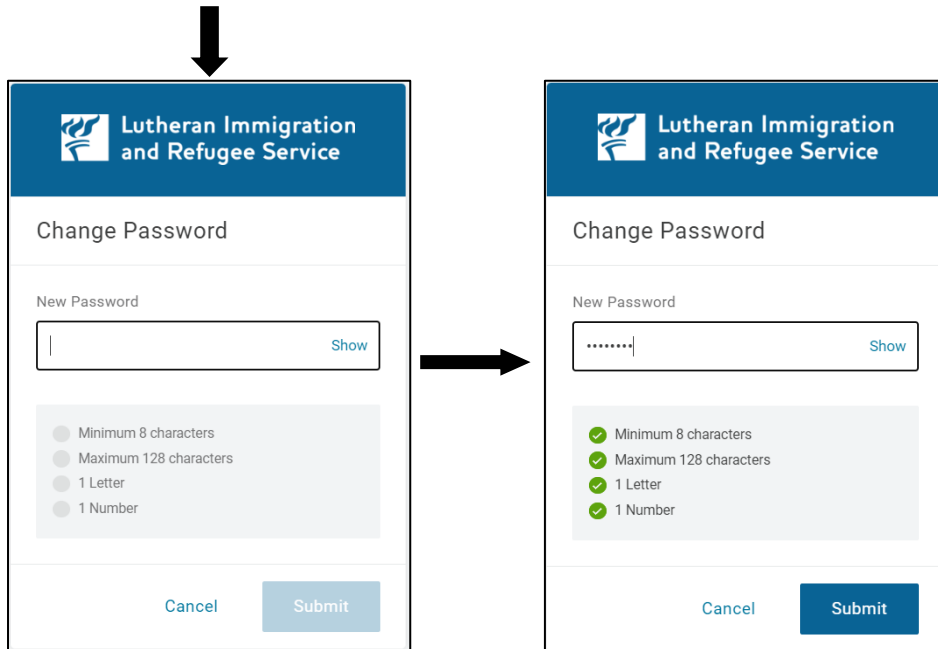 Lutheran Immigration
and Refugee Service
Change Password
New Password
Show
Minimum 8 characters
Maximum 128 characters
1 Letter
1 Number
Cancel
Submit
Lutheran Immigration
and Refugee Service
Change Password
New Password
••••••••
Show
Minimum 8 characters
Maximum 128 characters
1 Letter
1 Number
Cancel
Submit